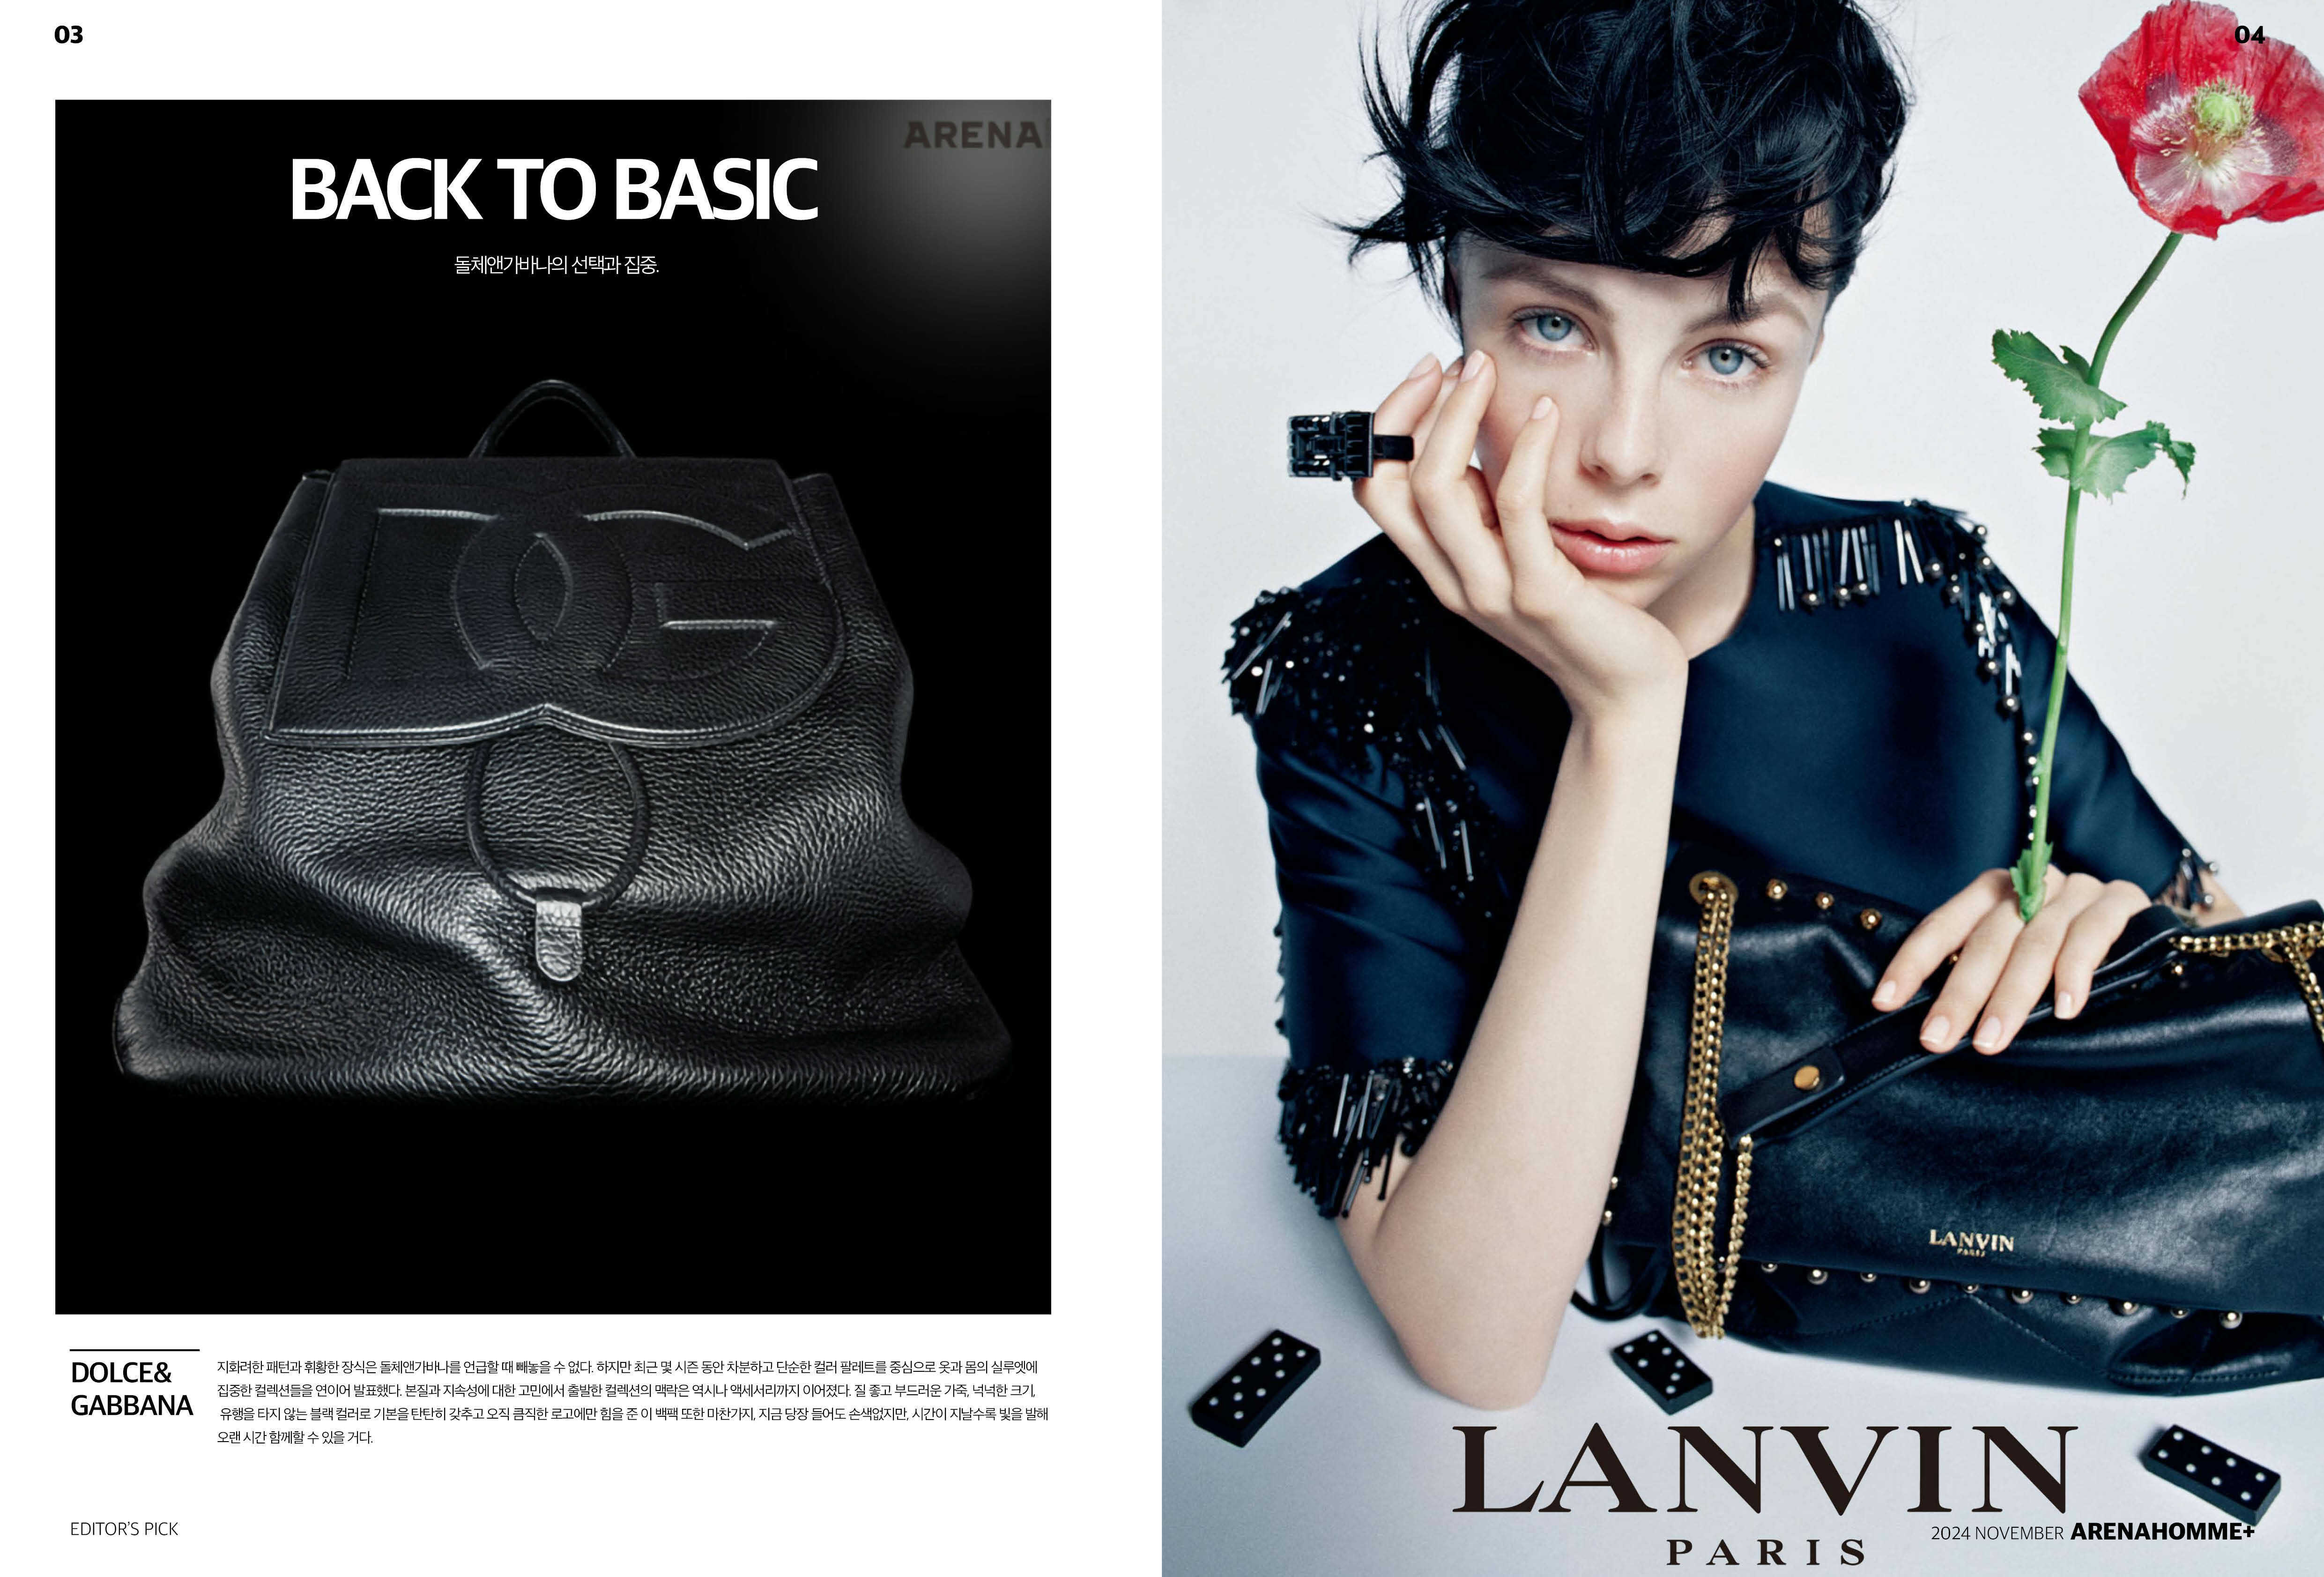 03
ARENA
BACK TO BASIC
돌체앤가바나의 선택과 집중.
DG
DOLCE&
GABBANA
지화려한 패턴과 휘황한 장식은 돌체앤가바나를 언급할 때 빼놓을 수 없다. 하지만 최근 몇 시즌 동안 차분하고 단순한 컬러 팔레트를 중심으로 옷과 몸의 실루엣에
집중한 컬렉션들을 연이어 발표했다. 본질과 지속성에 대한 고민에서 출발한 컬렉션의 맥락은 역시나 액세서리까지 이어졌다. 질 좋고 부드러운 가죽, 넉넉한 크기,
유행을 타지 않는 블랙 컬러로 기본을 탄탄히 갖추고 오직 큼직한 로고에만 힘을 준 이 백팩 또한 마찬가지, 지금 당장 들어도 손색없지만, 시간이 지날수록 빛을 발해
오랜 시간 함께할 수 있을 거다.
EDITOR'S PICK
04
LANVIN
PARIS
LANVIN
PARIS
2024 NOVEMBER ARENAHOMME+